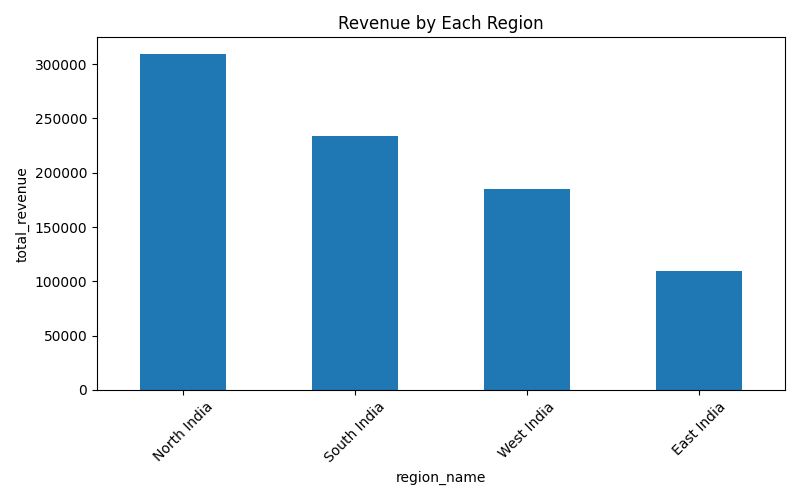 Revenue by Each Region
total_revenue
300000
250000
200000
150000
100000
50000
0
North India
South India
West India
East India
region_name